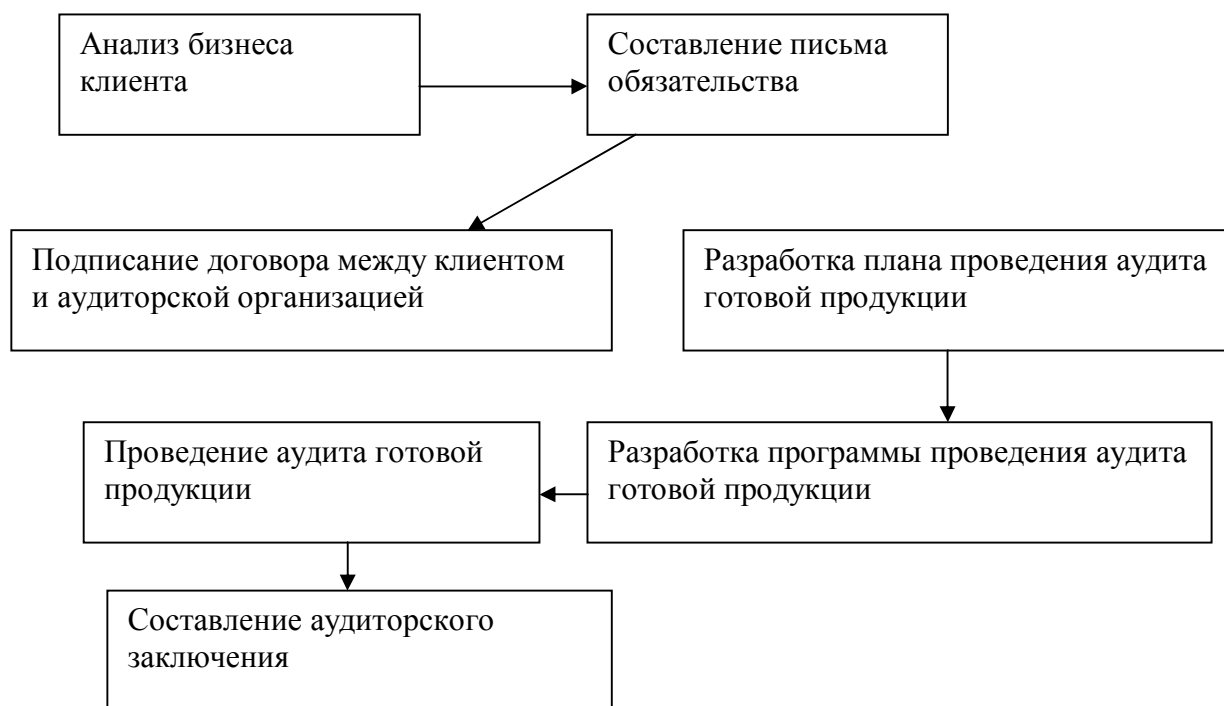 Анализ бизнеса
клиента
Составление письма
обязательства
Подписание договора между клиентом
и аудиторской организацией
Разработка плана проведения аудита
готовой продукции
Проведение аудита готовой
продукции
Разработка программы проведения аудита
готовой продукции
Составление аудиторского
заключения